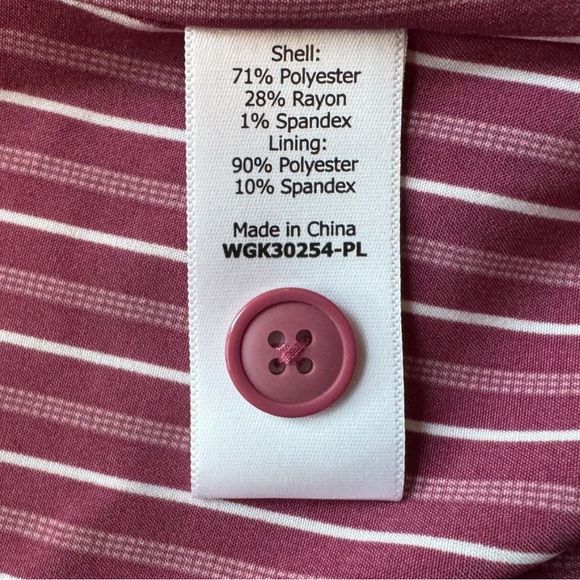 Shell:
71% Polyester
28% Rayon
1% Spandex
Lining:
90% Polyester
10% Spandex
Made in China
WGK30254-PL